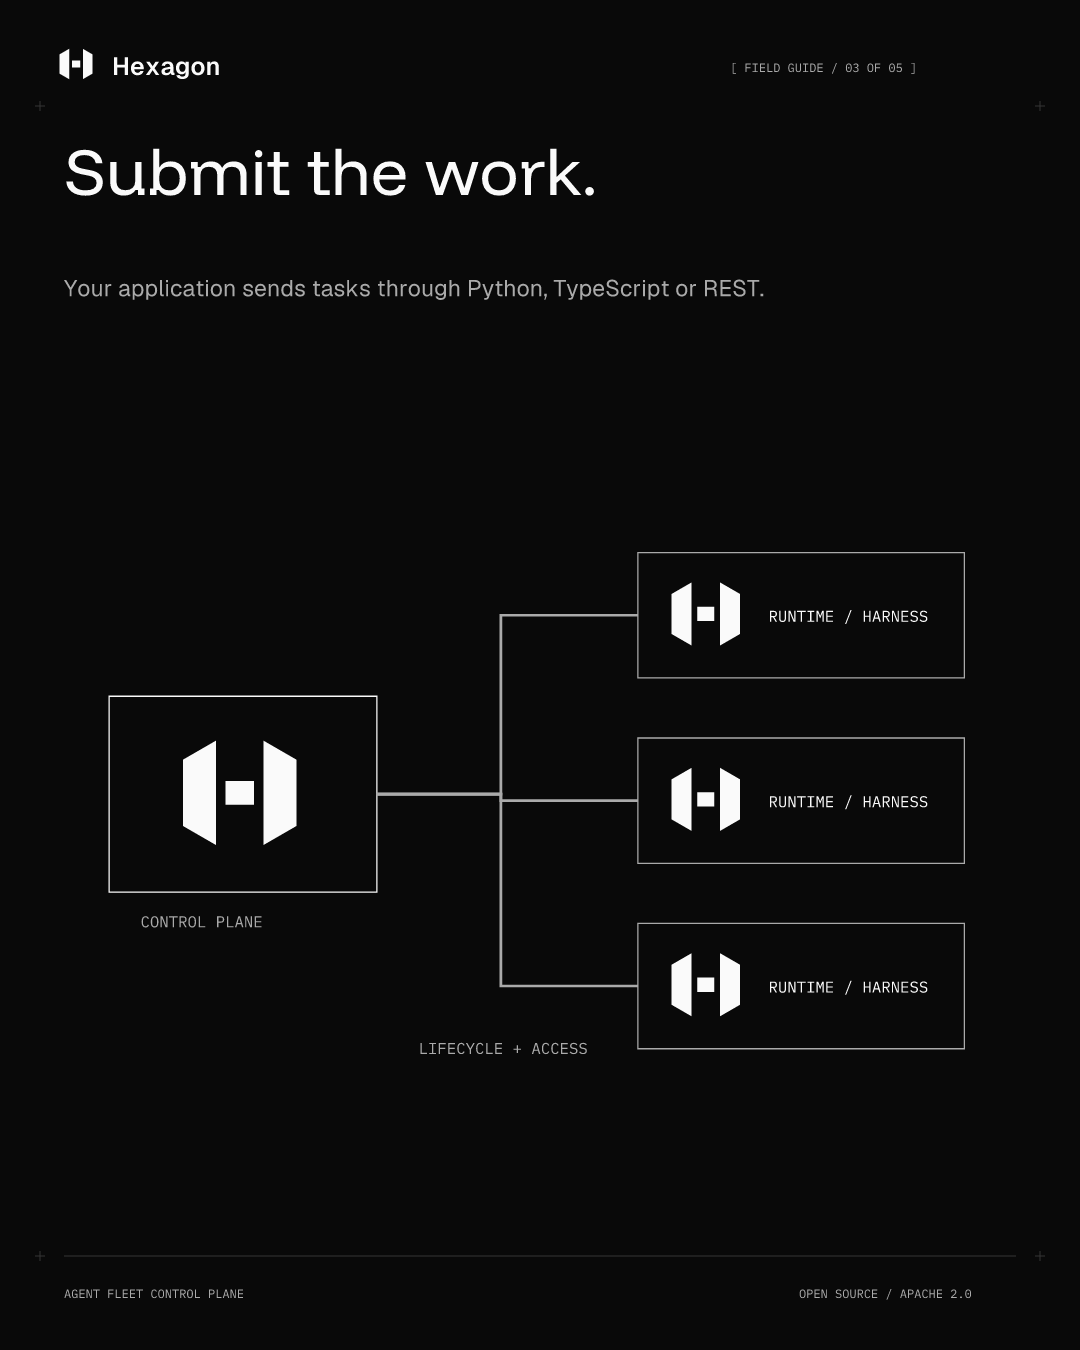 Hexagon
[ FIELD GUIDE / 03 OF 05 ]
Submit the work.
Your application sends tasks through Python, TypeScript or REST.
RUNTIME / HARNESS
RUNTIME / HARNESS
CONTROL PLANE
RUNTIME / HARNESS
LIFECYCLE + ACCESS
AGENT FLEET CONTROL PLANE
OPEN SOURCE / APACHE 2.0